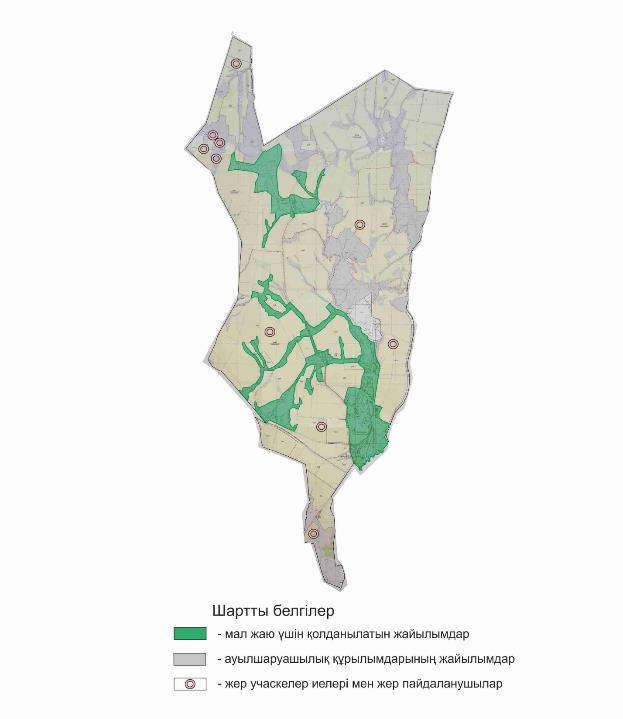 Шартты белгілер
- мал жаю үшін қолданылатын жайылымдар
- ауылшаруашылық құрылымдарының жайылымдар
- жер учаскелер иелері мен жер пайдаланушылар